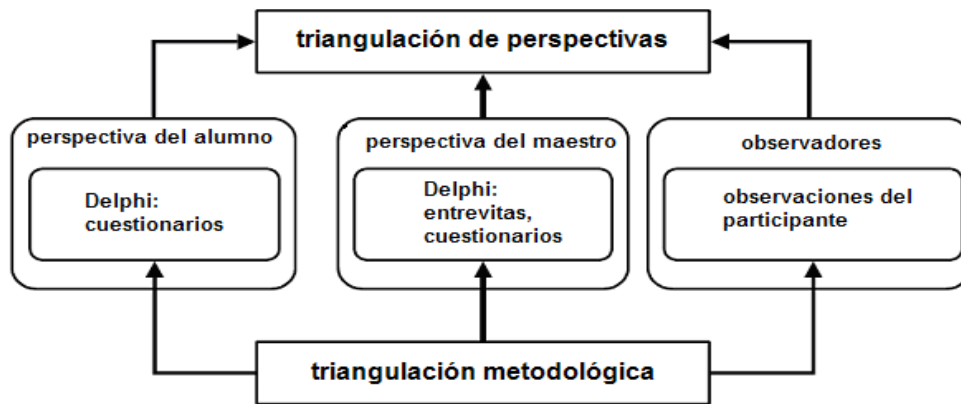 triangulación de perspectivas
perspectiva del alumno
Delphi:
cuestionarios
perspectiva del maestro
Delphi:
entrevitas,
cuestionarios
observadores
observaciones del
participante
triangulación metodológica